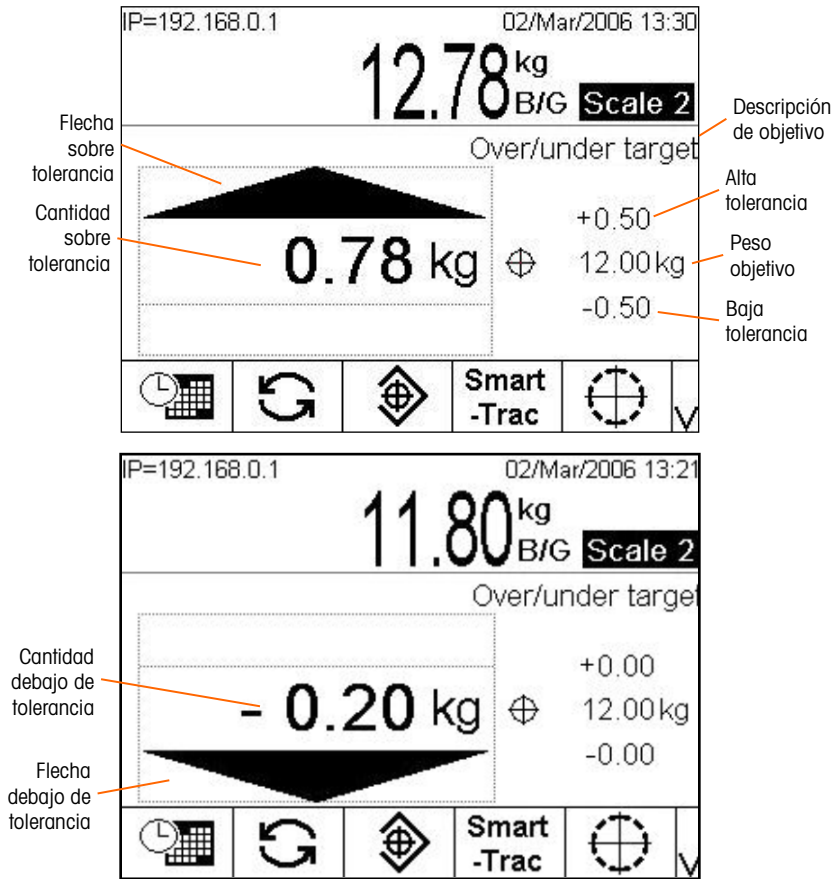 IP=192.168.0.1 02/Mar/2006 13:30
12.78 kg
B/G Scale 2
Over/under target
+0.50
0.78 kg 12.00 kg
-0.50
Smart
-Trac
Flecha
sobre
tolerancia
Cantidad
sobre
tolerancia
Descripción
de objetivo
Alta
tolerancia
Peso
objetivo
Baja
tolerancia
IP=192.168.0.1 02/Mar/2006 13:21
11.80 kg
B/G Scale 2
Over/under target
+0.00
- 0.20 kg 12.00 kg
-0.00
Smart
-Trac
Cantidad
debajo de
tolerancia
Flecha
debajo de
tolerancia